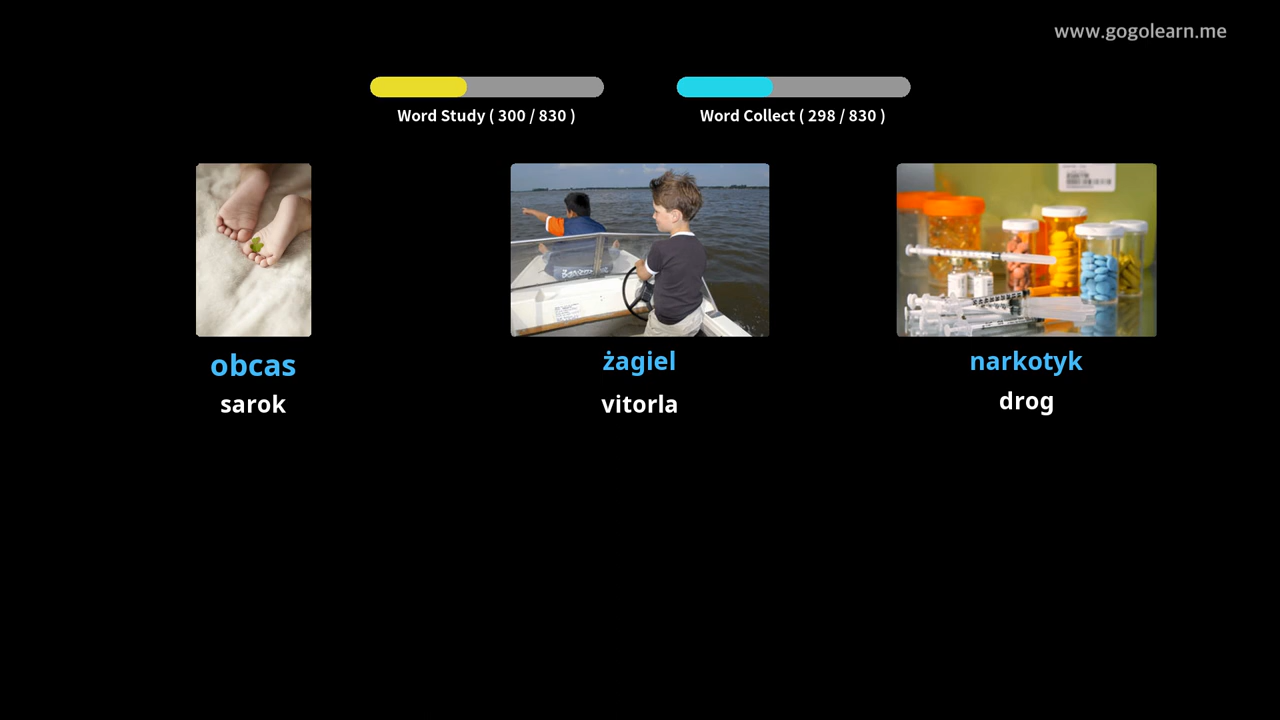 www.gogolearn.me
Word Study ( 300 / 830 )
Word Collect ( 298 / 830 )
obcas
sarok
żagiel
vitorla
narkotyk
drog